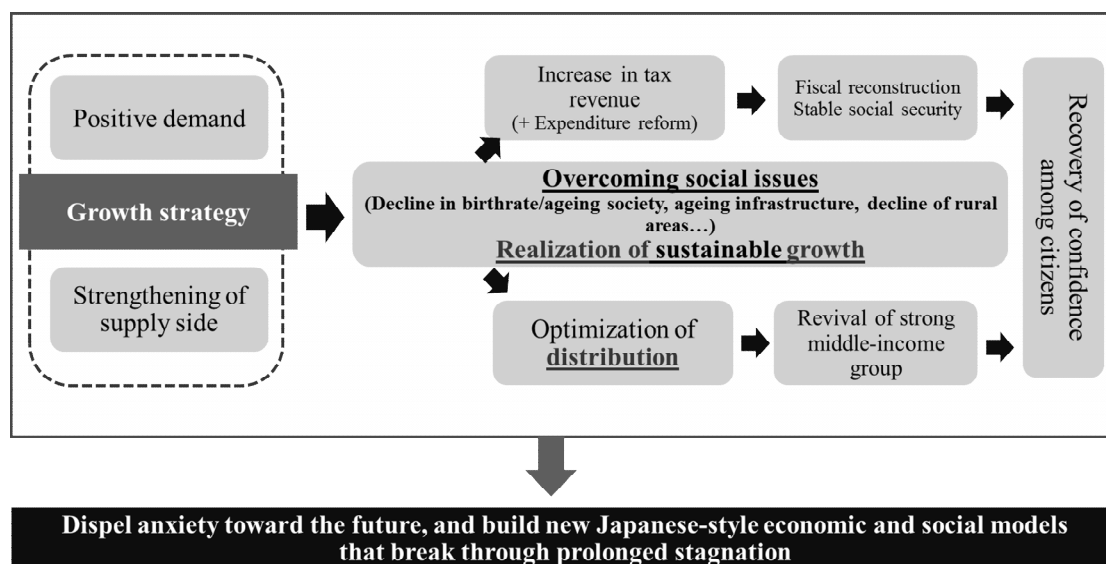 Positive demand
Growth strategy
Strengthening of
supply side
Increase in tax
revenue
(+ Expenditure reform)
Fiscal reconstruction
Stable social security
Overcoming social issues
(Decline in birthrate/ageing society, ageing infrastructure, decline of rural
areas…)
Realization of sustainable growth
Optimization of
distribution
Revival of strong
middle-income
group
Recovery of confidence
among citizens
Dispel anxiety toward the future, and build new Japanese-style economic and social models
that break through prolonged stagnation